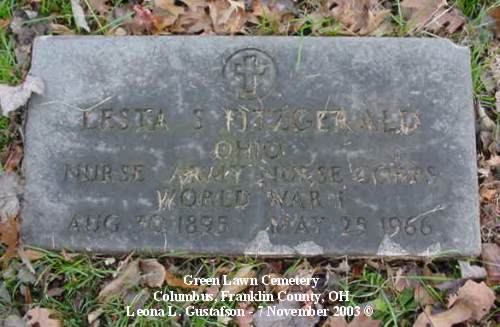 LESTA S FITZGERALD
OHIO
NURSE ARMY NURSE CORPS
WORLD WAR I
AUG 30 1895 MAY 29 1966
Green Lawn Cemetery
Columbus, Franklin County, OH
Leona L. Gustafson - 7 November 2003 ©